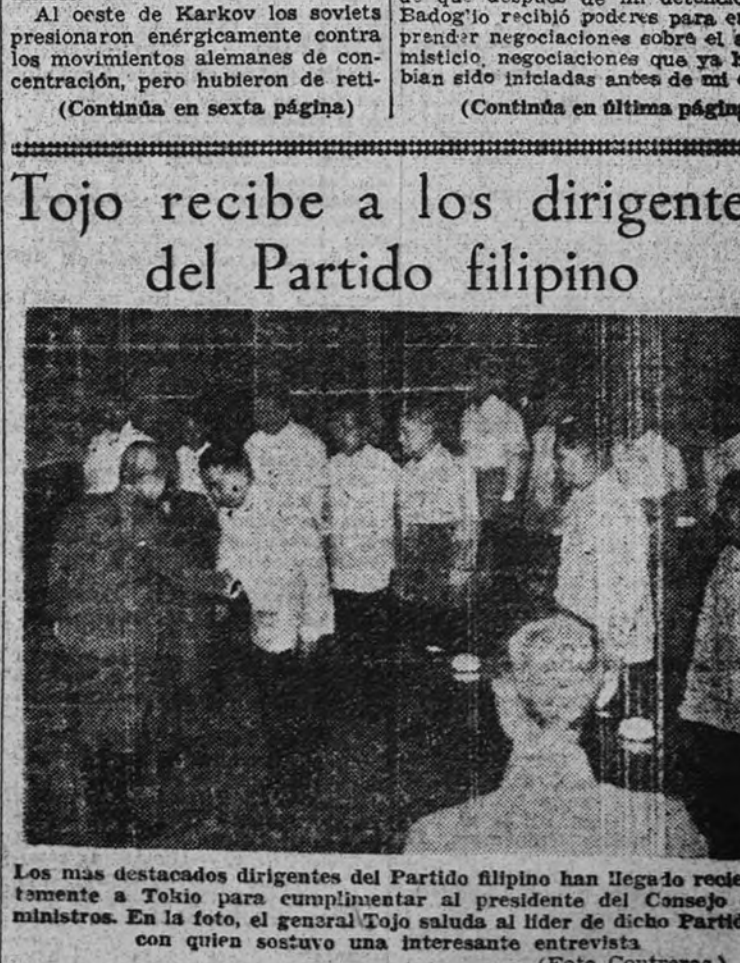 Al oeste de Karkov los soviets
presionaron enérgicamente contra
los movimientos alemanes de con-
centración, pero hubieron de reti-
(Continúa en sexta página)
Badog'io recibió poderes para
prender negociaciones sobre el
misticio, negociaciones que ya
bian sido iniciadas antes de mi
(Continúa en última págin
Tojo recibe a los dirigente
del Partido filipino
Los mas destacados dirigentes del Partido filipino han llegado recie
temente a Tokio para cumplimentar al presidente del Consejo
ministros. En la foto, el general Tojo saluda al líder de dicho Partid
con quien sostuvo una interesante entrevista